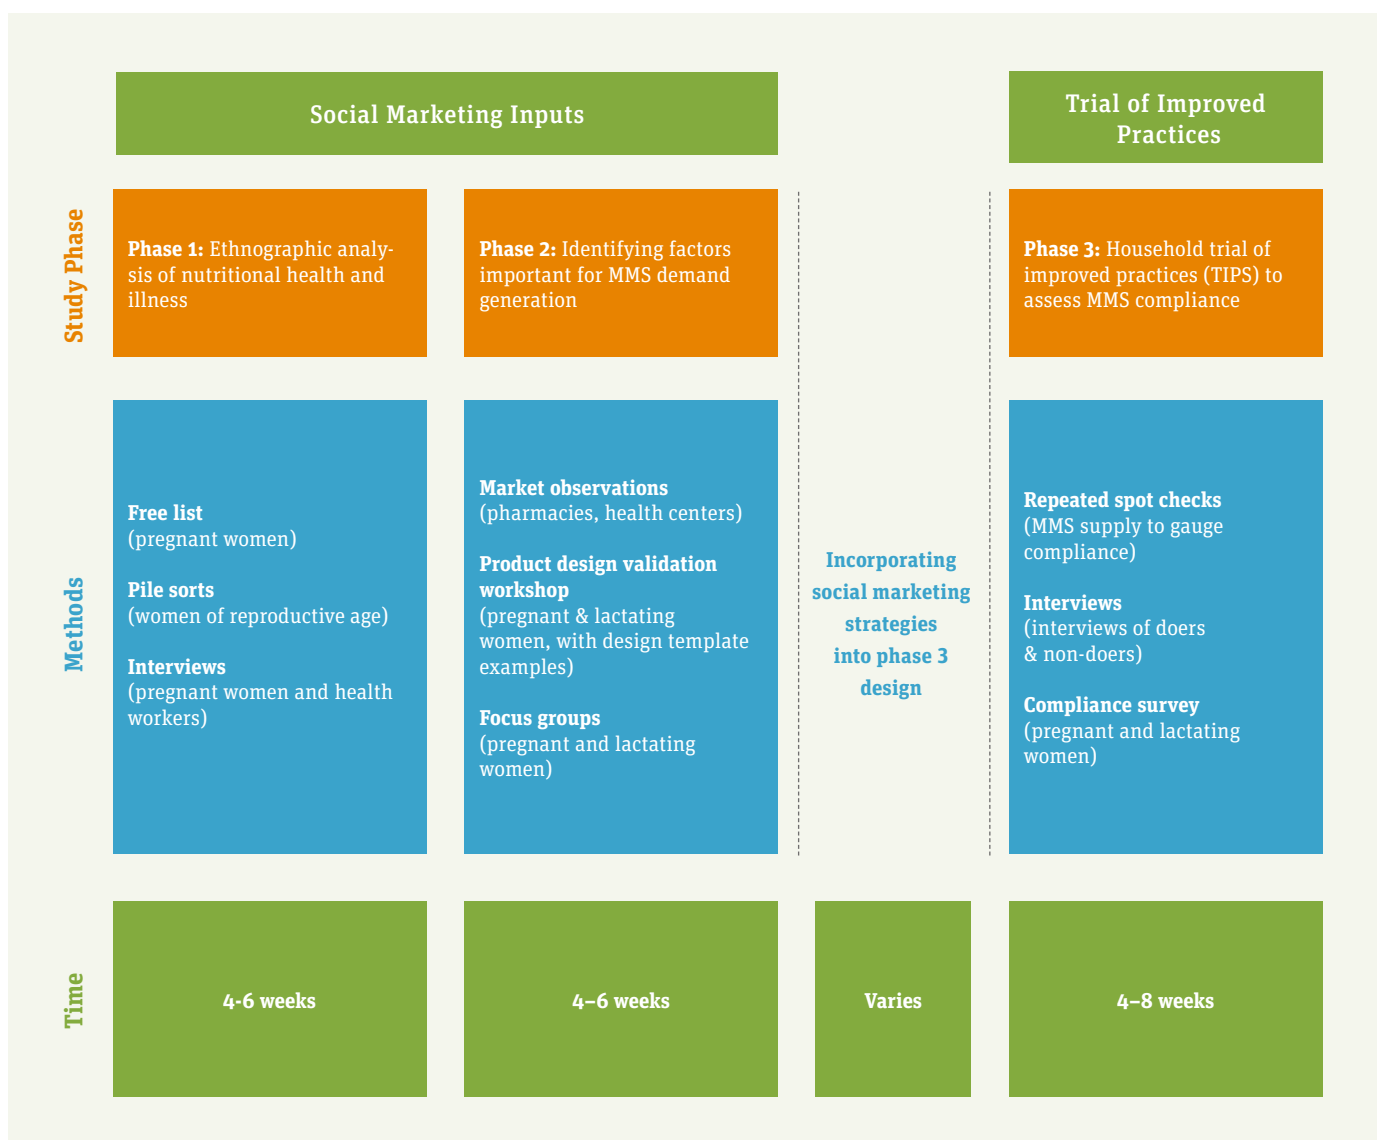 Social Marketing Inputs
Trial of Improved
Practices
Study Phase
Phase 1: Ethnographic analy-
sis of nutritional health and
illness
Phase 2: Identifying factors
important for MMS demand
generation
Phase 3: Household trial of
improved practices (TIPS) to
assess MMS compliance
Methods
Free list
(pregnant women)
Pile sorts
(women of reproductive age)
Interviews
(pregnant women and health
workers)
Market observations
(pharmacies, health centers)
Product design validation
workshop
(pregnant & lactating
women, with design template
examples)
Focus groups
(pregnant and lactating
women)
Incorporating
social marketing
strategies
into phase 3
design
Repeated spot checks
(MMS supply to gauge
compliance)
Interviews
(interviews of doers
& non-doers)
Compliance survey
(pregnant and lactating
women)
Time
4-6 weeks
4–6 weeks
Varies
4–8 weeks